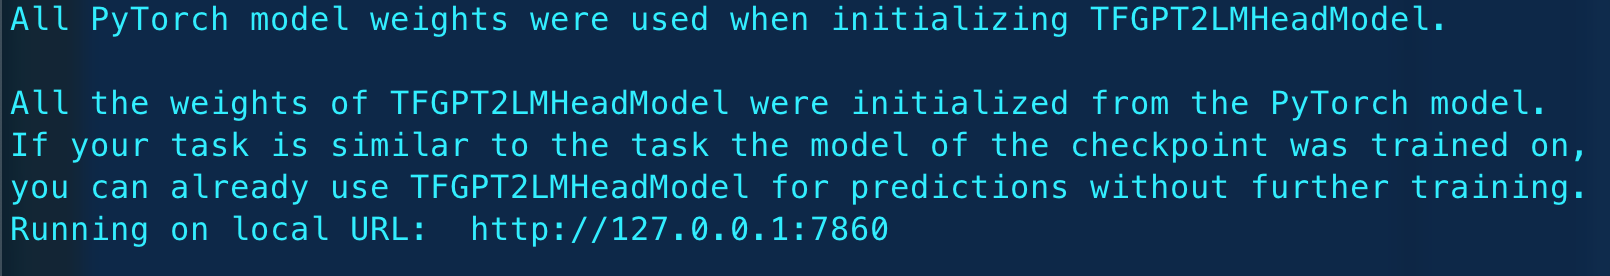 All PyTorch model weights were used when initializing TFGPT2LMHeadModel.
All the weights of TFGPT2LMHeadModel were initialized from the PyTorch model.
If your task is similar to the task the model of the checkpoint was trained on,
you can already use TFGPT2LMHeadModel for predictions without further training.
Running on local URL:  http://127.0.0.1:7860